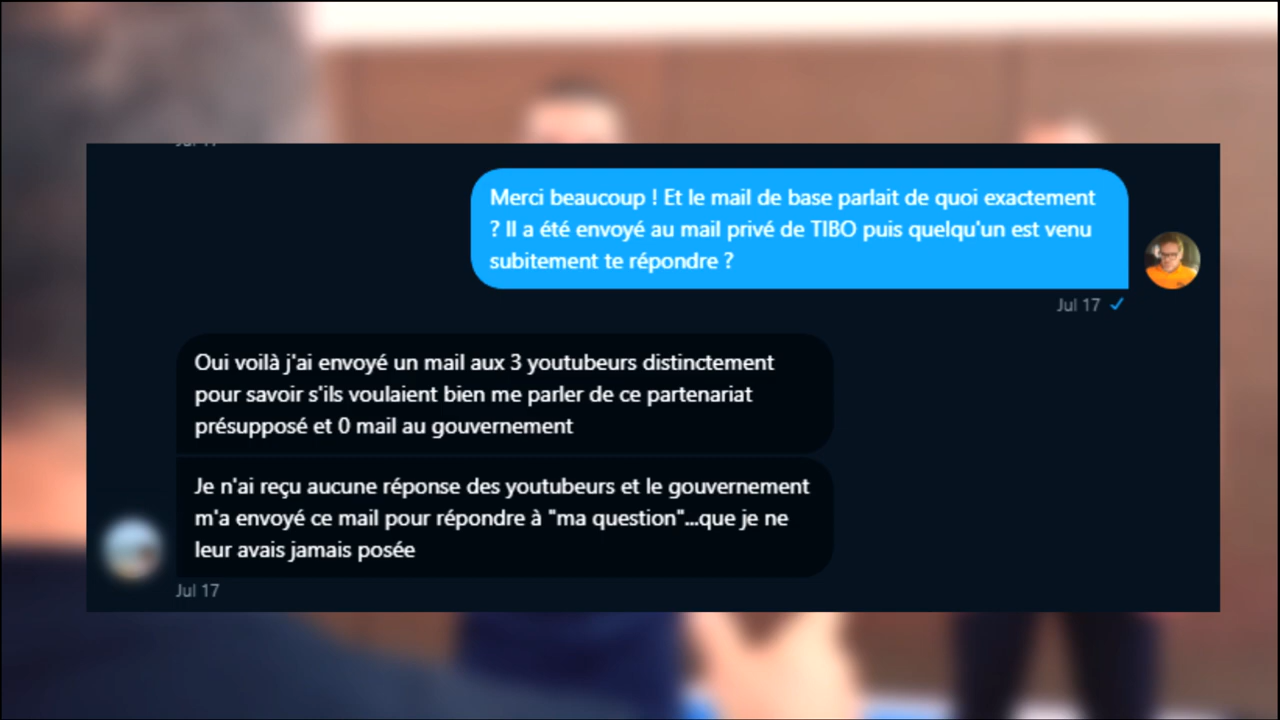 Merci beaucoup ! Et le mail de base parlait de quoi exactement
? Il a été envoyé au mail privé de TIBO puis quelqu'un est venu
subitement te répondre ?
Jul 17
Oui voilà j'ai envoyé un mail aux 3 youtubeurs distinctement
pour savoir s'ils voulaient bien me parler de ce partenariat
présupposé et 0 mail au gouvernement
Je n'ai reçu aucune réponse des youtubeurs et le gouvernement
m'a envoyé ce mail pour répondre à "ma question"...que je ne
leur avais jamais posée
Jul 17